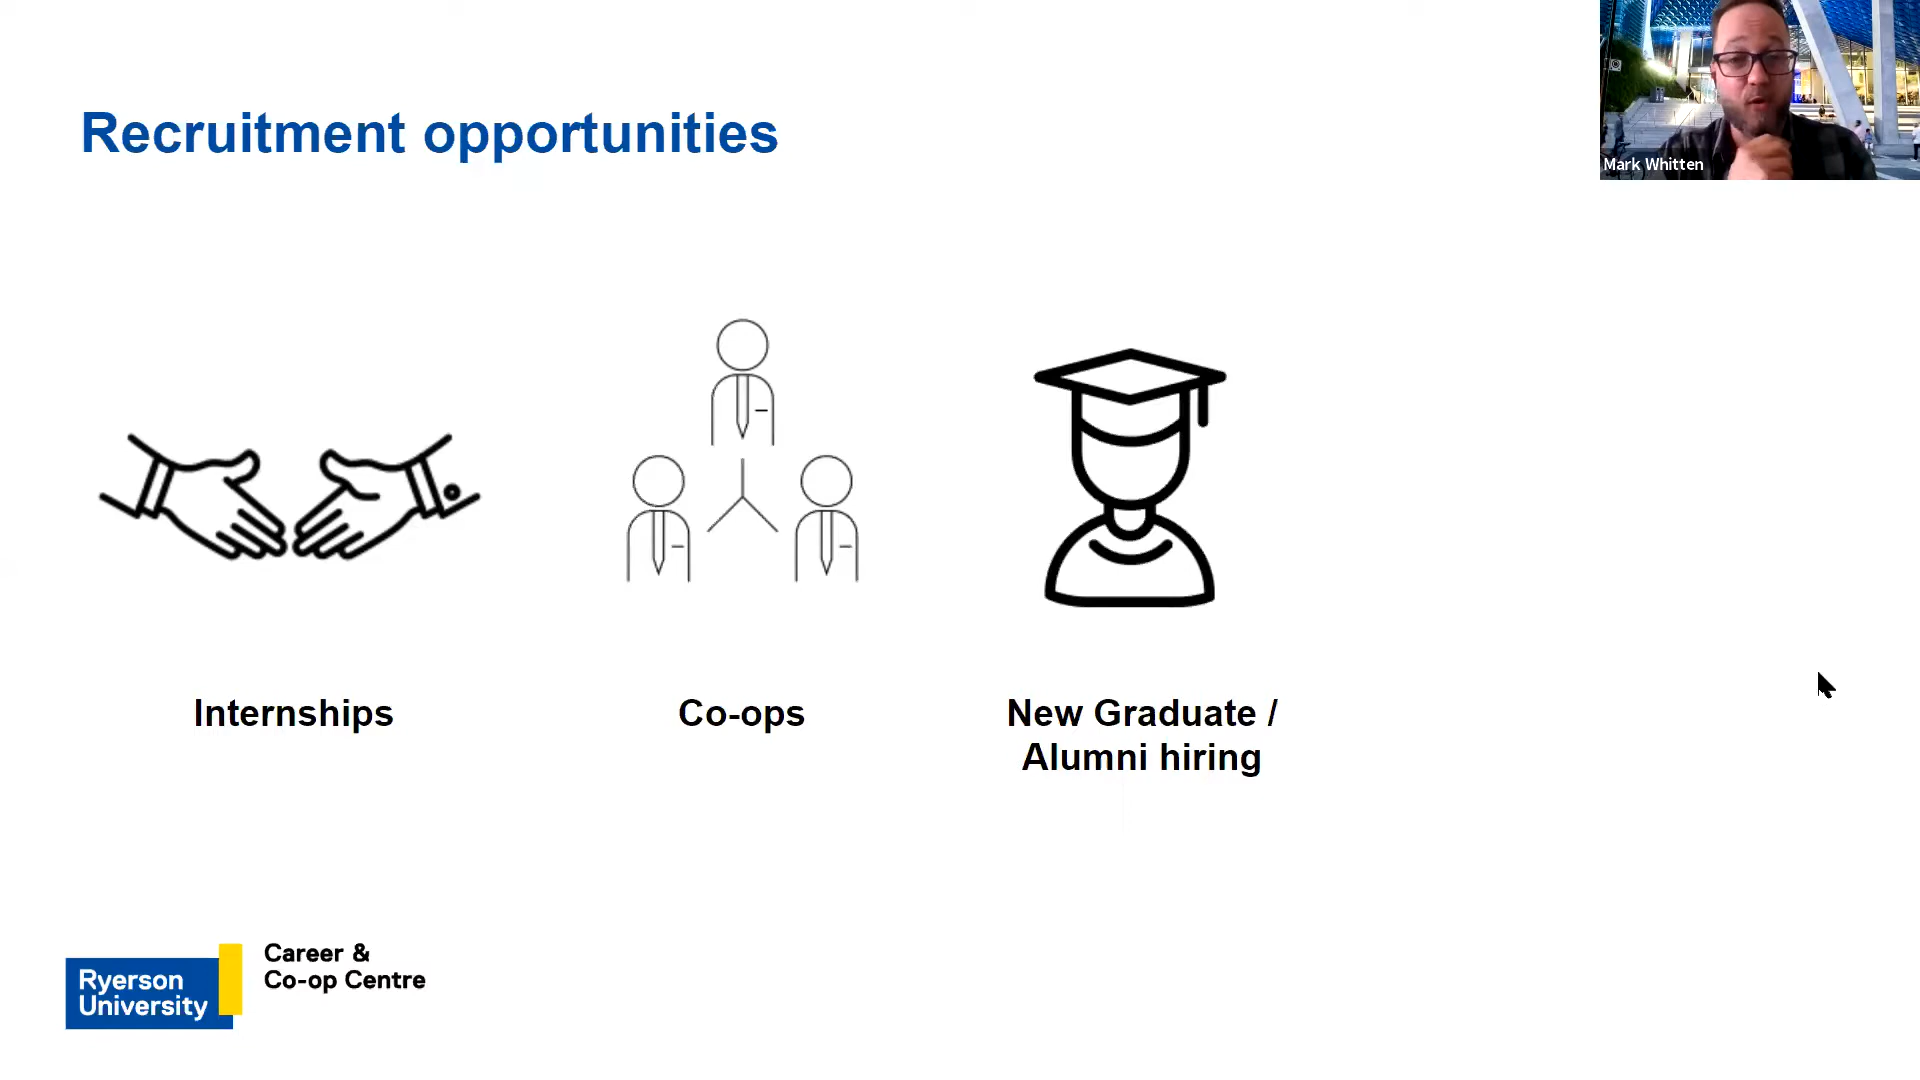 Recruitment opportunities
Mark Whitten
Internships
Co-ops
New Graduate /
Alumni hiring
Ryerson
University
Career &
Co-op Centre